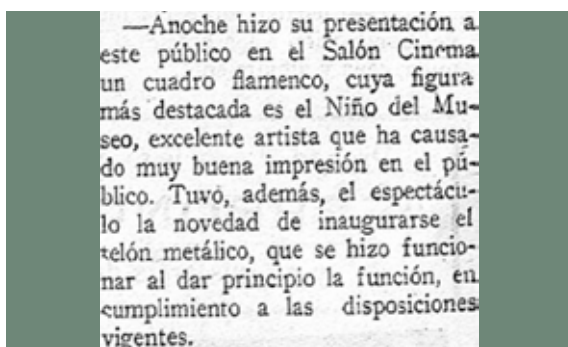 —Anoche hizo su presentación a
este público en el Salón Cinema
un cuadro flamenco, cuya figura
más destacada es el Niño del Mu-
seo, excelente artista que ha causa-
do muy buena impresión en el pú-
blico. Tuvo, además, el espectácu-
lo la novedad de inaugurarse el
telón metálico, que se hizo funcio-
nar al dar principio la función, en
cumplimiento a las disposiciones
vigentes.